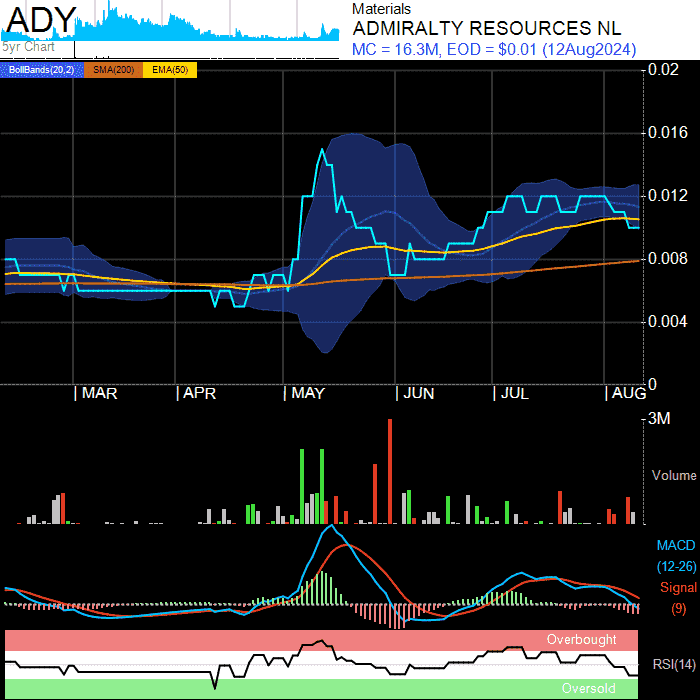 ADY
5yr Chart
Materials
ADMIRALTY RESOURCES NL
MC = 16.3M, EOD = $0.01 (12Aug2024)
BollBands(20,2) SMA(200) EMA(50)
0.02
0.016
0.012
0.008
0.004
0
| MAR | APR | MAY | JUN | JUL | AUG
3M
Volume
MACD
(12-26)
Signal
(9)
Overbought
RSI(14)
Oversold